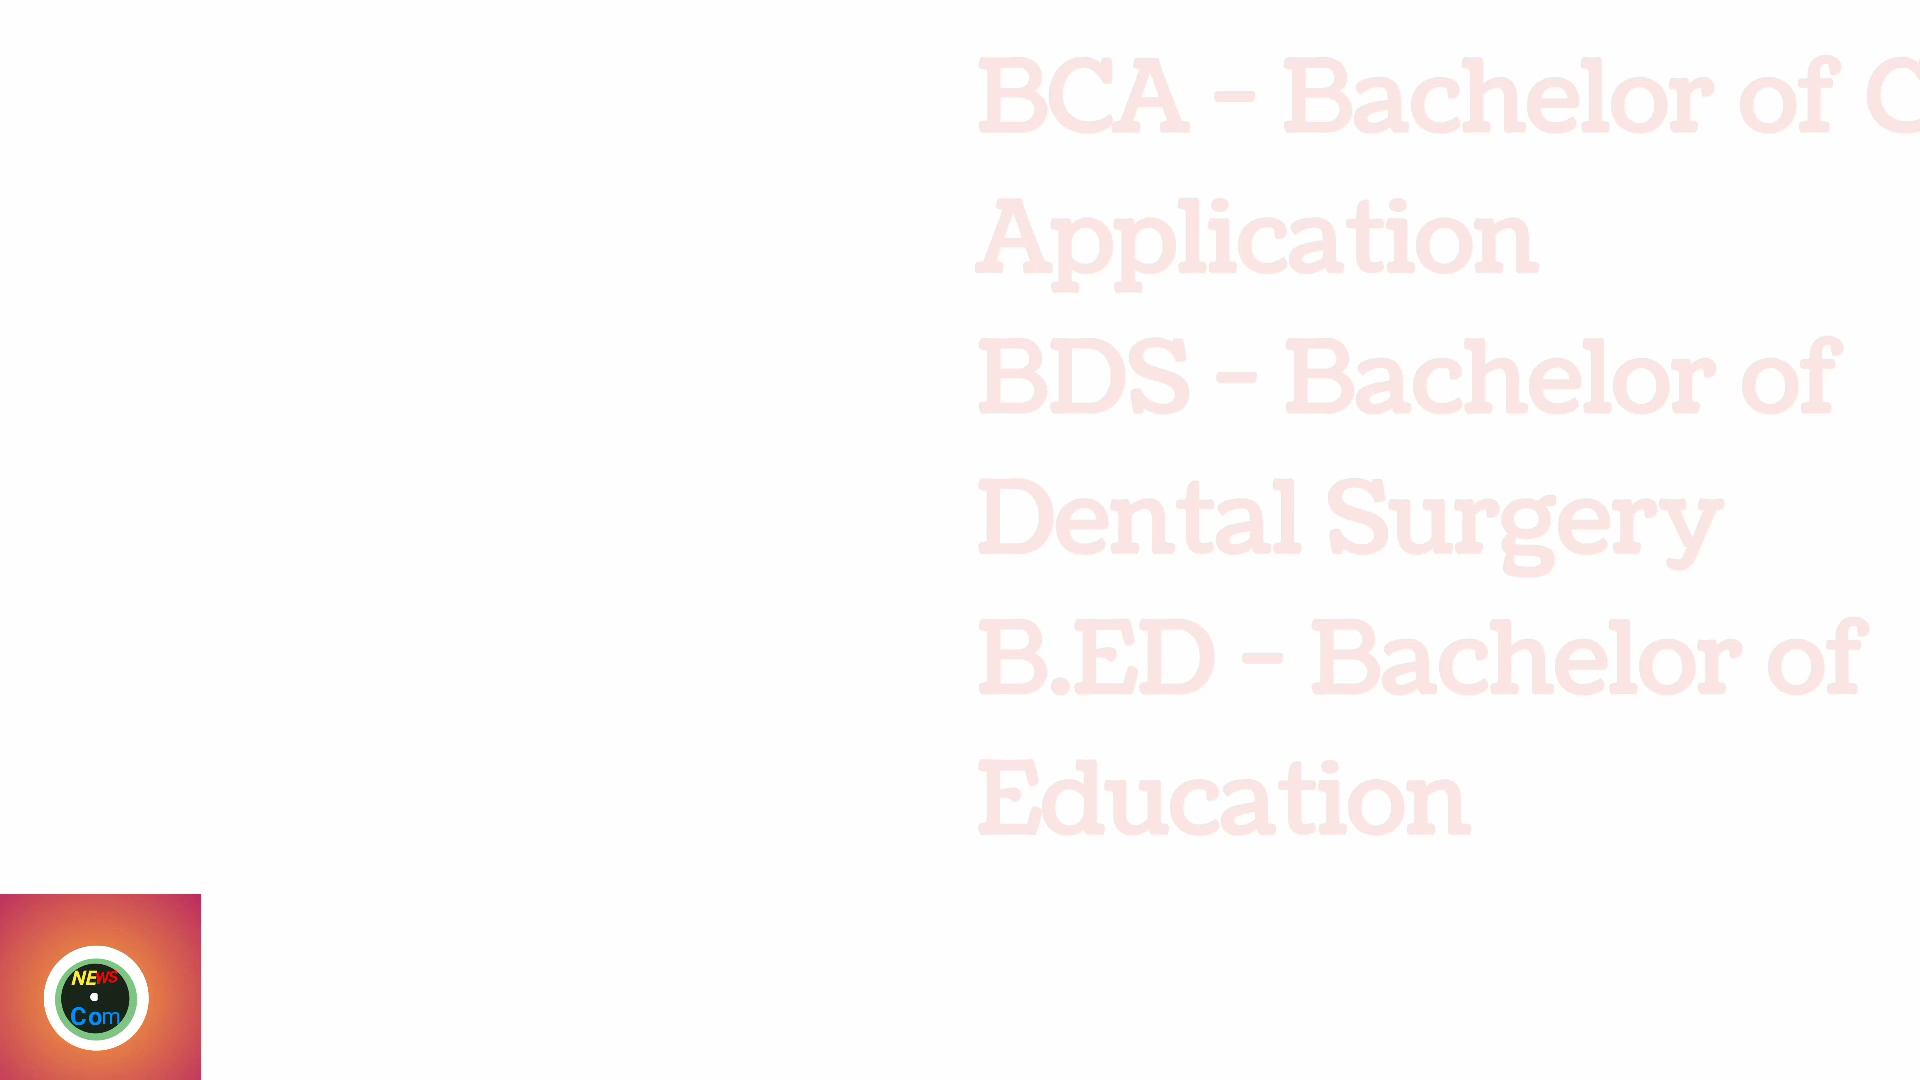 BCA - Bachelor of C
Application
BDS - Bachelor of
Dental Surgery
B.ED - Bachelor of
Education
NEWS
Com